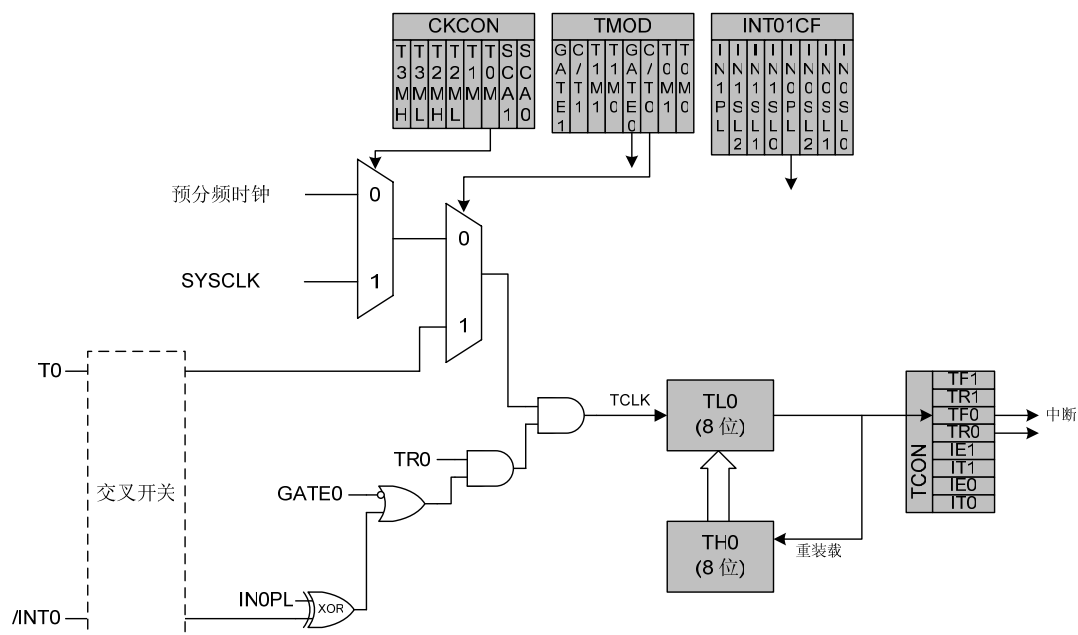 CKCON TMOD INT01CF
T3MH T3ML T2MH T2ML T1M T0M SCA1 SCA0
GATE1 C/T1 T1M1 T1M0 GATE0 C/T0 T0M1 T0M0
IN1PL IN1SL2 IN1SL1 IN1SL0 IN0PL IN0SL2 IN0SL1 IN0SL0
预分频时钟
0
0
SYSCLK
1
1
T0
TCLK
TL0
(8 位)
TCON
TF1
TR1
TF0
中断
TR0
IE1
IT1
IE0
IT0
TR0
交叉开关
GATE0
TH0
(8 位)
重装载
IN0PL
XOR
/INT0